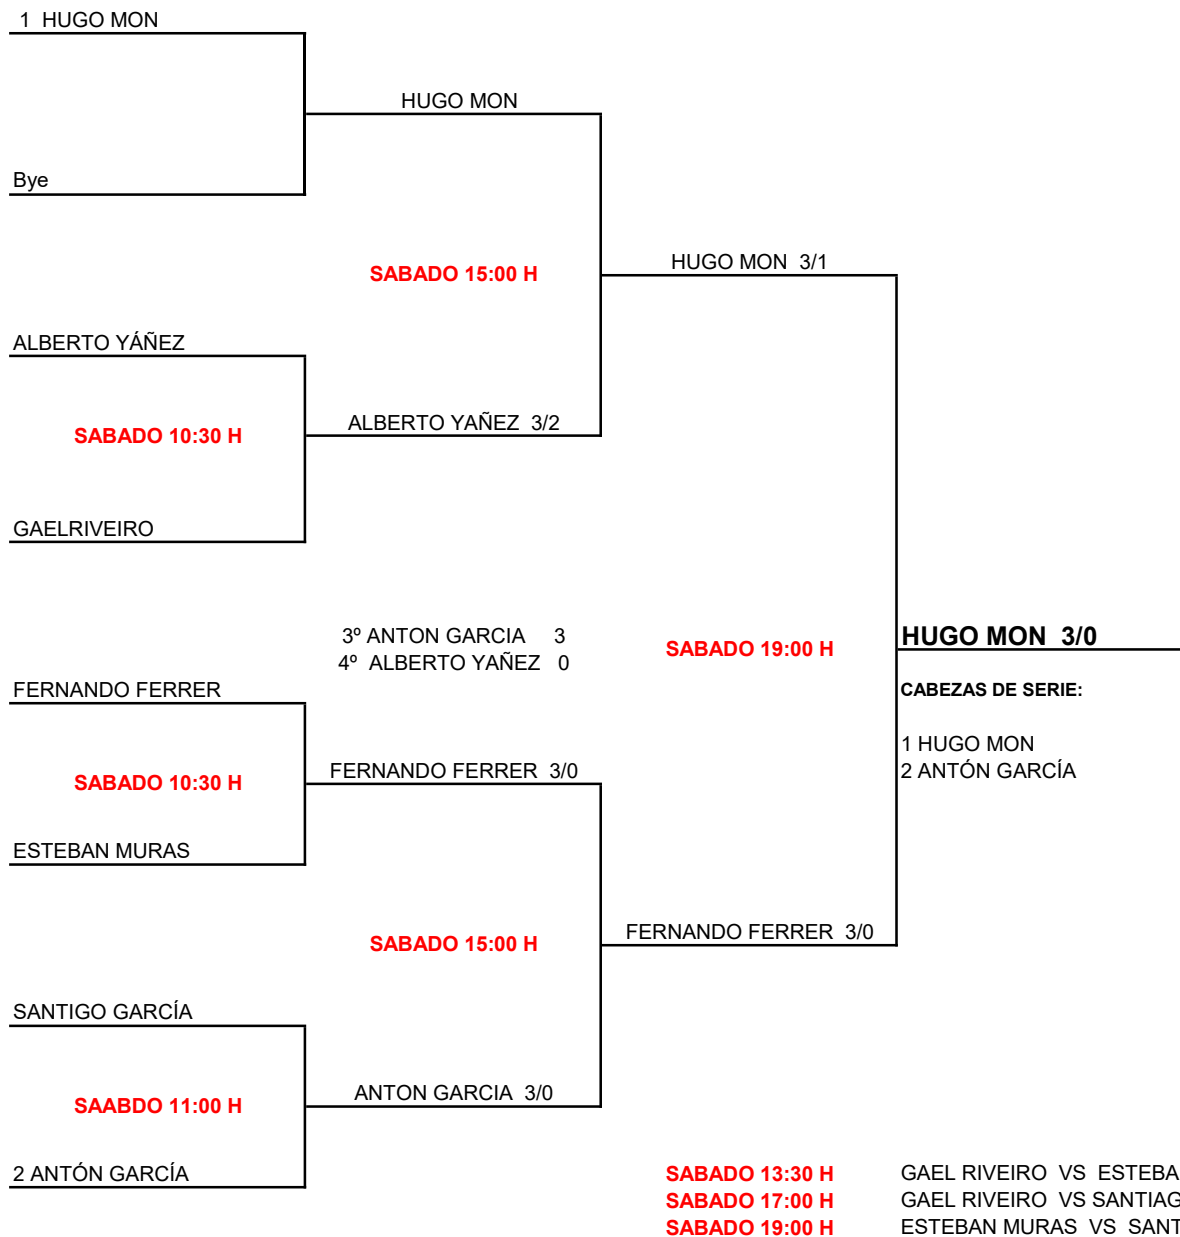 1 HUGO MON
HUGO MON
Bye
HUGO MON 3/1
SABADO 15:00 H
ALBERTO YÁÑEZ
ALBERTO YAÑEZ 3/2
SABADO 10:30 H
GAELRIVEIRO
3º ANTON GARCIA 3
4º ALBERTO YAÑEZ 0
SABADO 19:00 H
HUGO MON 3/0
FERNANDO FERRER
CABEZAS DE SERIE:
1 HUGO MON
2 ANTÓN GARCÍA
FERNANDO FERRER 3/0
SABADO 10:30 H
ESTEBAN MURAS
SABADO 15:00 H
FERNANDO FERRER 3/0
SANTIGO GARCÍA
ANTON GARCIA 3/0
SAABDO 11:00 H
2 ANTÓN GARCÍA
SABADO 13:30 H GAEL RIVEIRO VS ESTEBA
SABADO 17:00 H GAEL RIVEIRO VS SANTIAG
SABADO 19:00 H ESTEBAN MURAS VS SANT